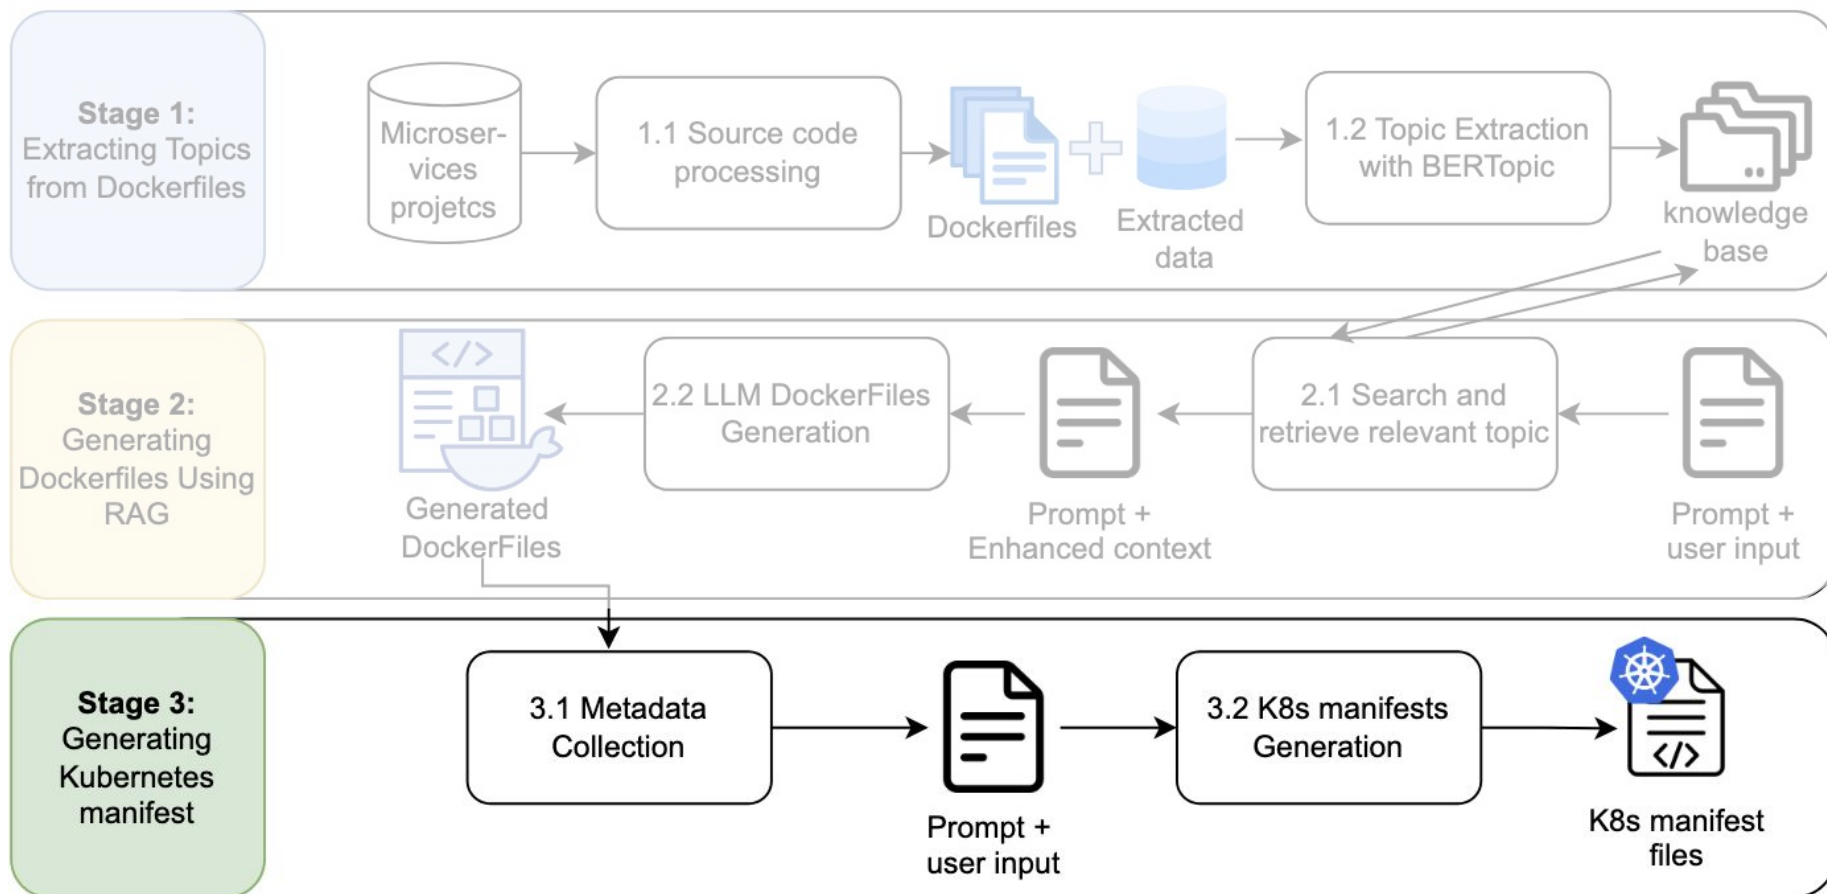 Stage 1:
Extracting Topics
from Dockerfiles
Microser-
vices
projetcs
1.1 Source code
processing
Dockerfiles
Extracted
data
1.2 Topic Extraction
with BERTopic
knowledge
base
Stage 2:
Generating
Dockerfiles Using
RAG
</>
Generated
DockerFiles
2.2 LLM DockerFiles
Generation
Prompt +
Enhanced context
2.1 Search and
retrieve relevant topic
Prompt +
user input
Stage 3:
Generating
Kubernetes
manifest
3.1 Metadata
Collection
Prompt +
user input
3.2 K8s manifests
Generation
</>
K8s manifest
files